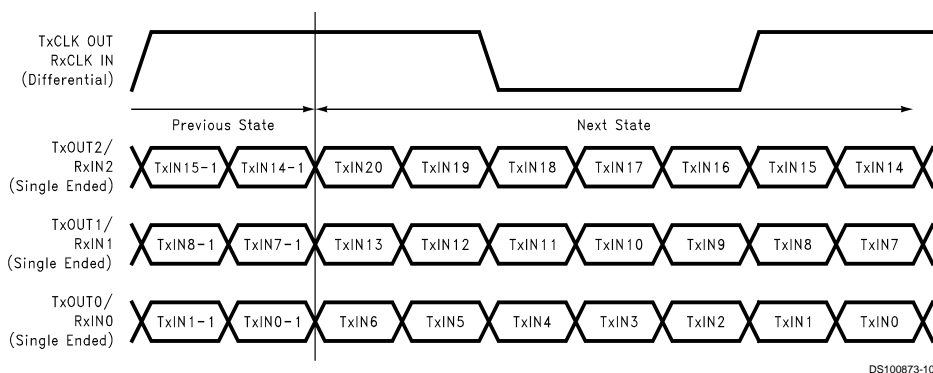 TxCLK OUT
RxCLK IN
(Differential)
Previous State
Next State
TxOUT2/
RxIN2
(Single Ended)
TxIN15-1 TxIN14-1 TxIN20 TxIN19 TxIN18 TxIN17 TxIN16 TxIN15 TxIN14
TxOUT1/
RxIN1
(Single Ended)
TxIN8-1 TxIN7-1 TxIN13 TxIN12 TxIN11 TxIN10 TxIN9 TxIN8 TxIN7
TxOUT0/
RxIN0
(Single Ended)
TxIN1-1 TxIN0-1 TxIN6 TxIN5 TxIN4 TxIN3 TxIN2 TxIN1 TxIN0
DS100873-10